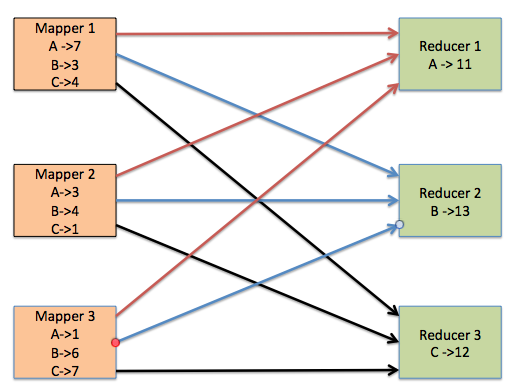 Mapper 1
A ->7
B->3
C->4
Reducer 1
A -> 11
Mapper 2
A->3
B->4
C->1
Reducer 2
B ->13
Mapper 3
A->1
B->6
C->7
Reducer 3
C ->12